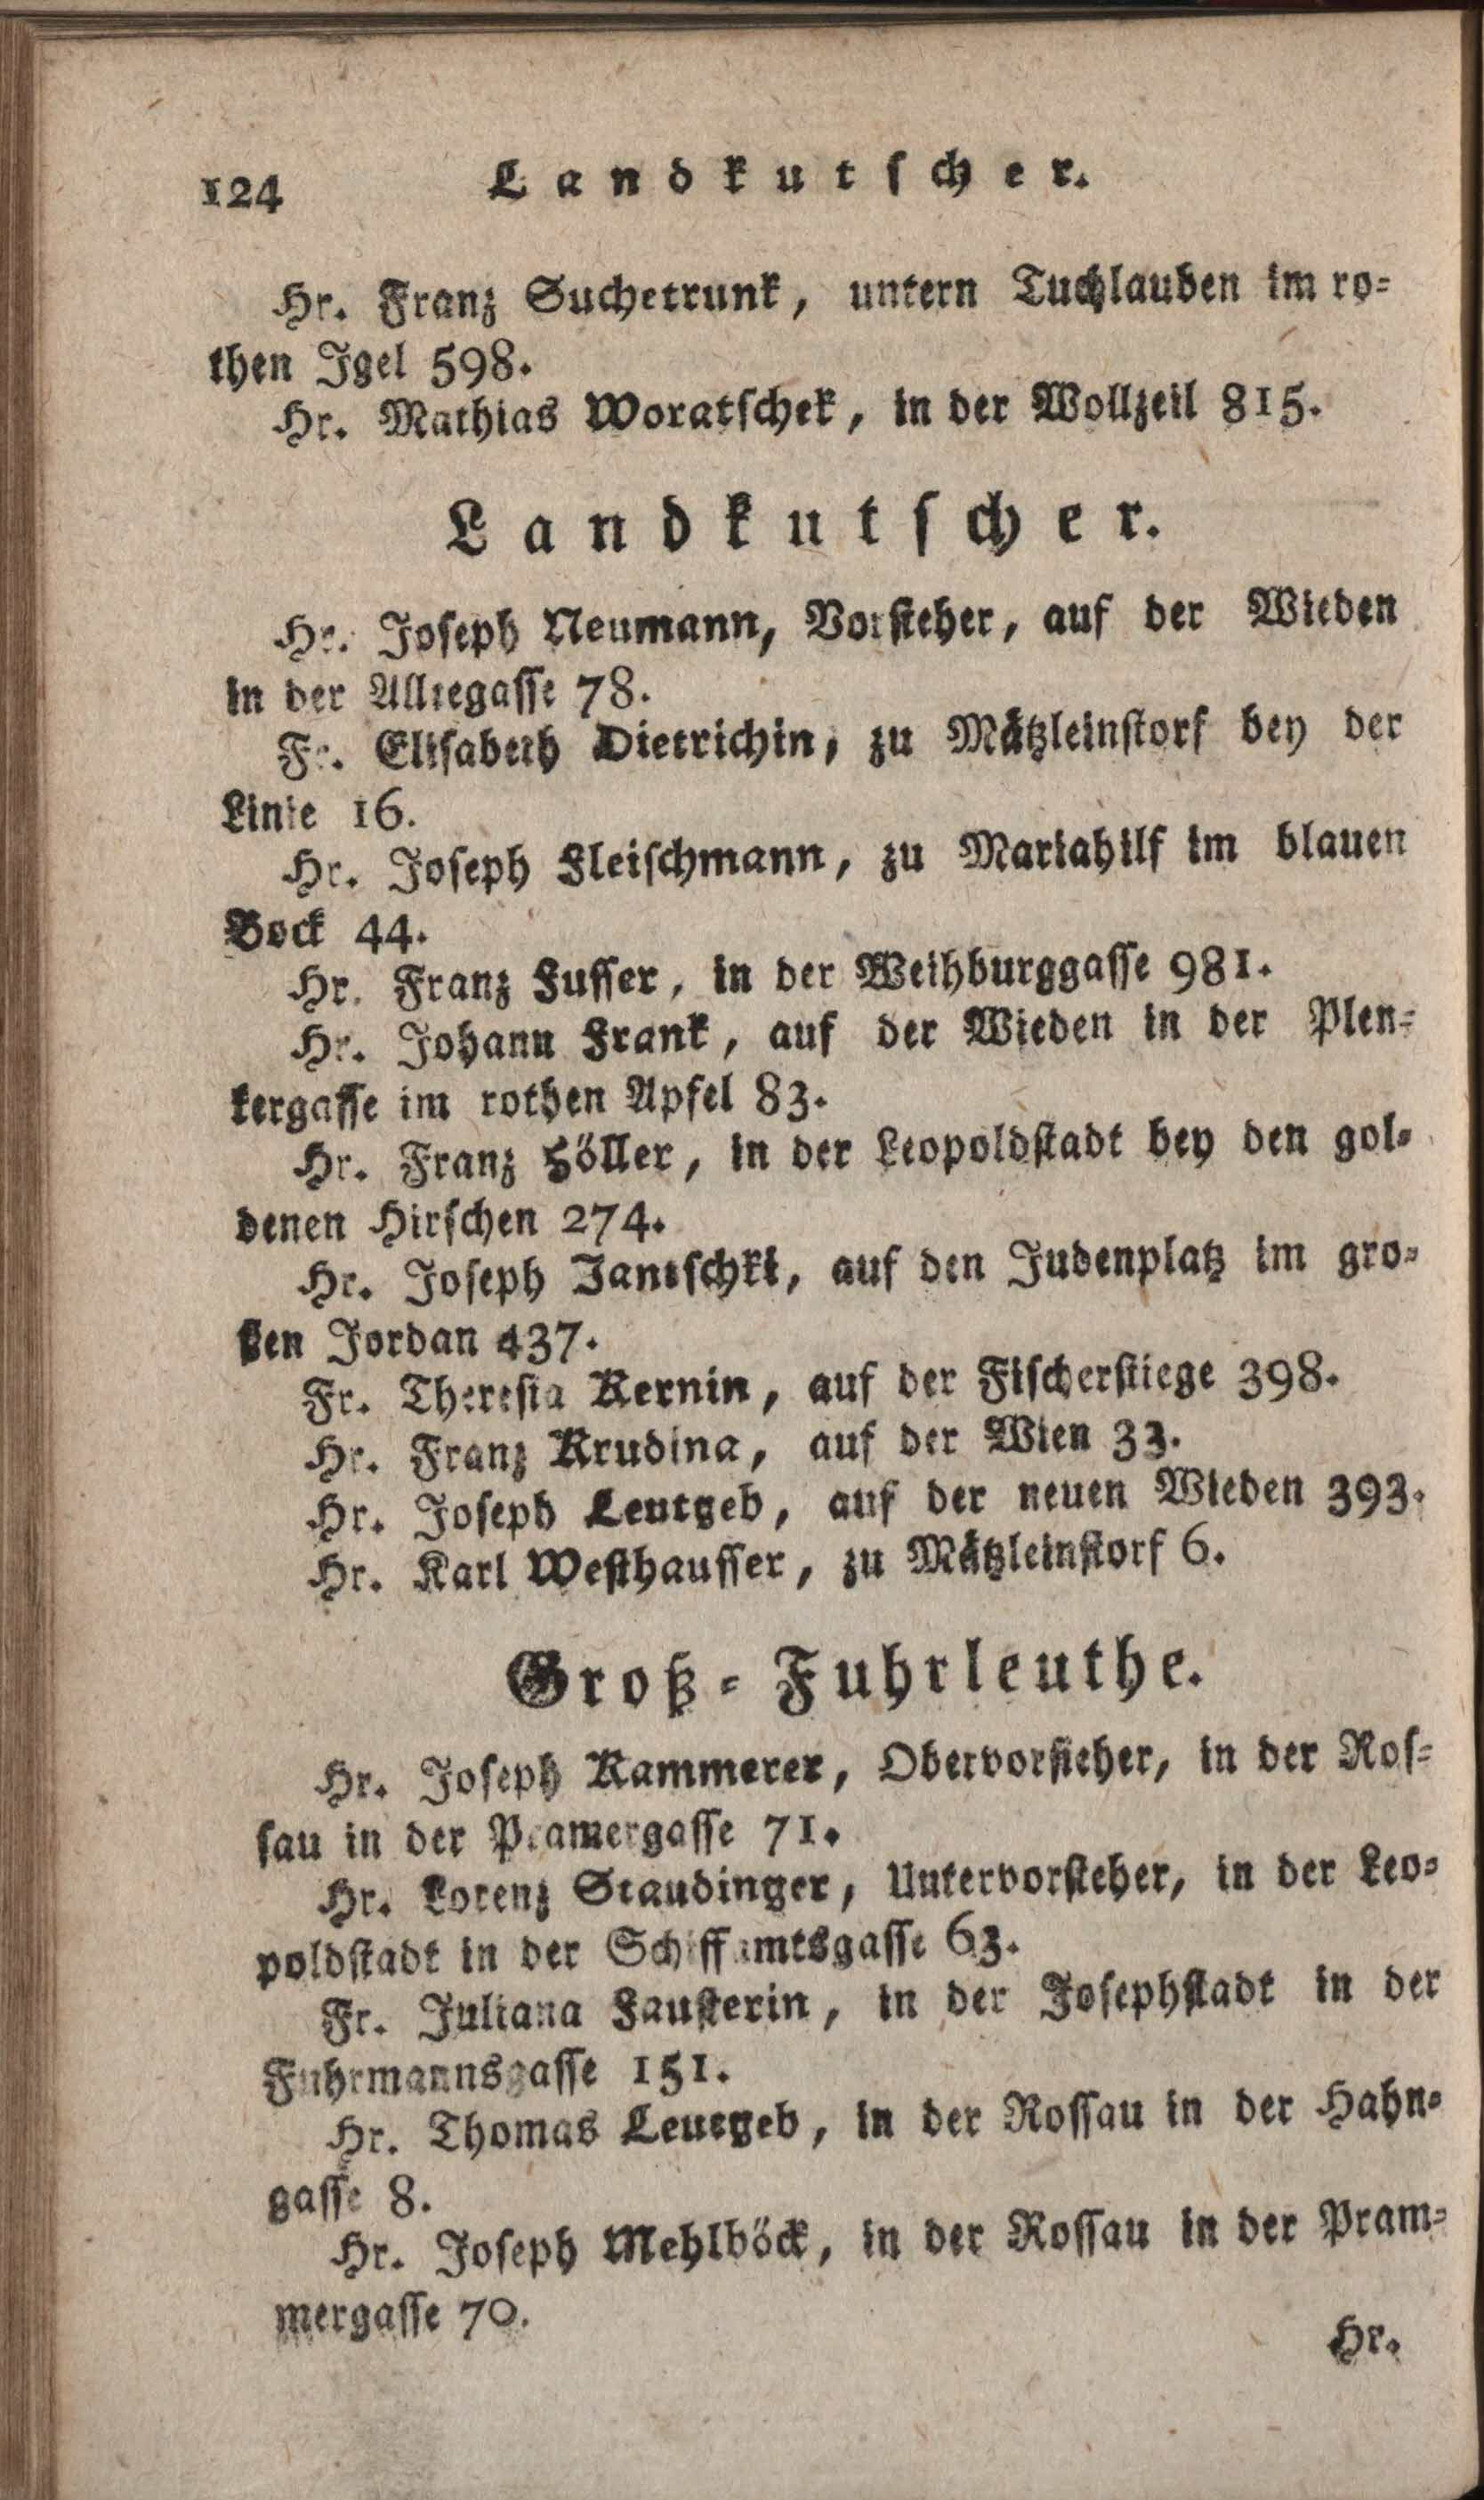 124 Landkutscher.
Hr. Franz Suchetrunk, untern Tuchlauben im ro-
then Igel 598.
Hr. Mathias Woratschek, in der Wollzeil 815.
Landkutscher.
Hr. Joseph Neumann, Vorsteher, auf der Wieden
in der Alleegasse 78.
Fr. Elisabeth Dietrichin, zu Mätzleinstorf bey der
Linie 16.
Hr. Joseph Fleischmann, zu Mariahilf im blauen
Bock 44.
Hr. Franz Fusser, in der Weihburggasse 981.
Hr. Johann Frank, auf der Wieden in der Plen-
kergasse im rothen Apfel 83.
Hr. Franz Höller, in der Leopoldstadt bey den gol-
denen Hirschen 274.
Hr. Joseph Jantschki, auf den Judenplatz im gro-
ßen Jordan 437.
Fr. Theresia Kernin, auf der Fischerstiege 398.
Hr. Franz Krudina, auf der Wien 33.
Hr. Joseph Leutgeb, auf der neuen Wieden 393.
Hr. Karl Westhausser, zu Mätzleinstorf 6.
Groß-Fuhrleuthe.
Hr. Joseph Kammerer, Obervorsteher, in der Ros-
sau in der Pramergasse 71.
Hr. Lorenz Staudinger, Untervorsteher, in der Leo-
poldstadt in der Schiffamtsgasse 63.
Fr. Juliana Fausterin, in der Josephstadt in der
Fuhrmannsgasse 151.
Hr. Thomas Leutgeb, in der Rossau in der Hahn-
gasse 8.
Hr. Joseph Mehlböck, in der Rossau in der Pram-
mergasse 70.
Hr.